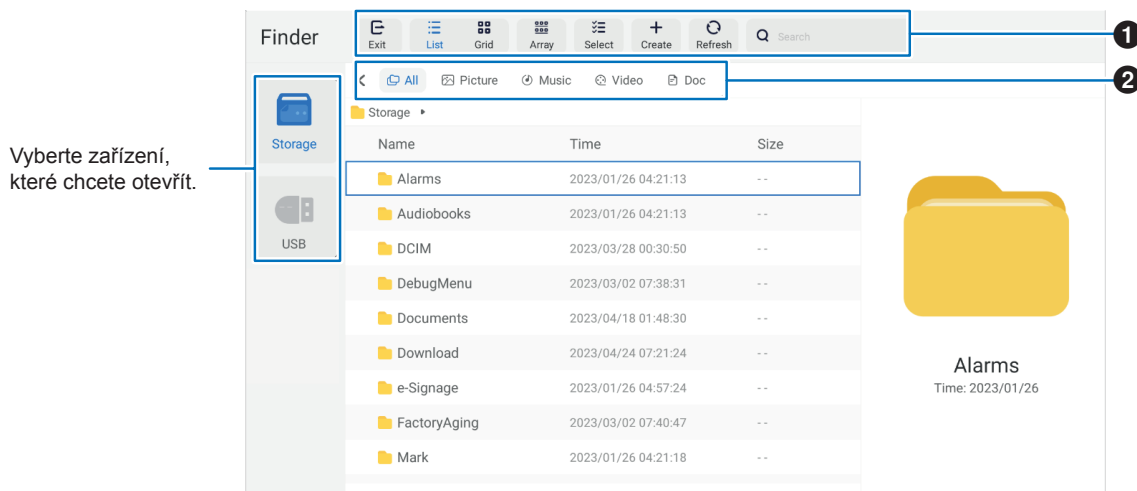 Finder
Exit List Grid Array Select Create Refresh Search
❶
All Picture Music Video Doc
❷
Storage
Storage
USB
Vyberte zařízení,
které chcete otevřít.
Name Time Size
Alarms 2023/01/26 04:21:13 - -
Audiobooks 2023/01/26 04:21:13 - -
DCIM 2023/03/28 00:30:50 - -
DebugMenu 2023/03/02 07:38:31 - -
Documents 2023/04/18 01:48:30 - -
Download 2023/04/24 07:21:24 - -
e-Signage 2023/01/26 04:57:24 - -
FactoryAging 2023/03/02 07:40:47 - -
Mark 2023/01/26 04:21:18 - -
Alarms
Time: 2023/01/26